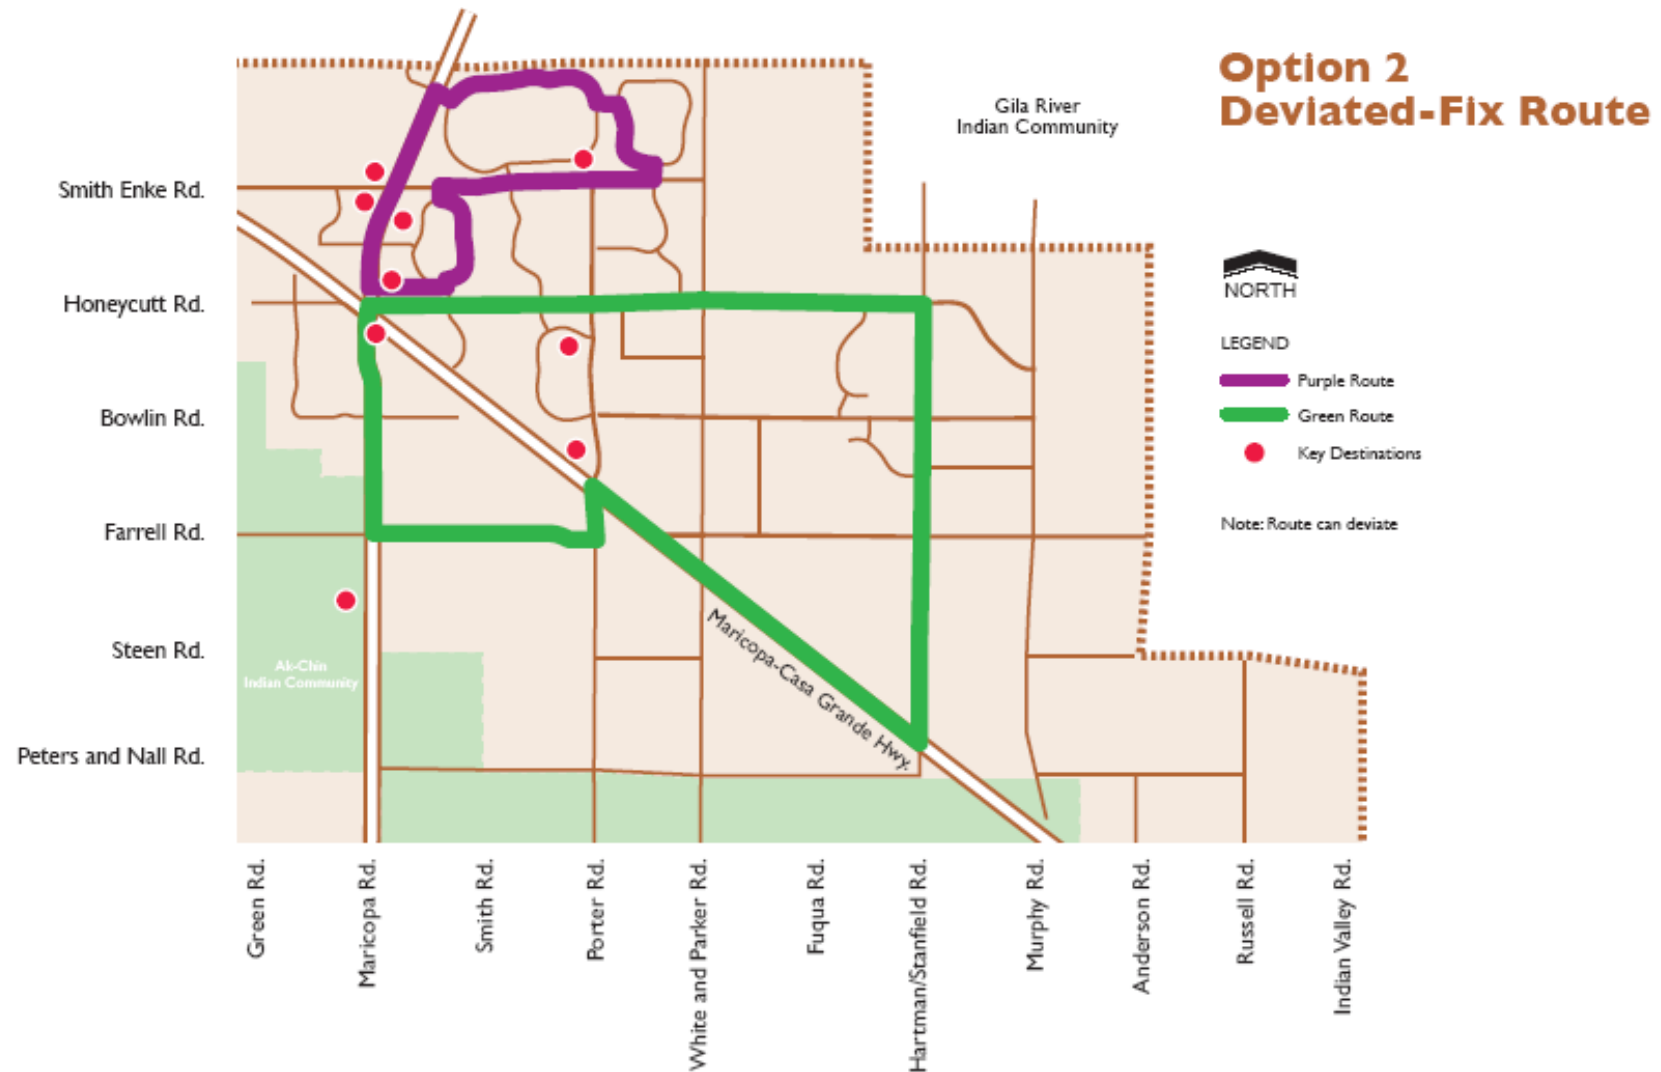 Option 2
Deviated-Fix Route
Gila River
Indian Community
Smith Enke Rd.
Honeycutt Rd.
Bowlin Rd.
Farrell Rd.
Steen Rd.
Peters and Nall Rd.
NORTH
LEGEND
Purple Route
Green Route
Key Destinations
Note: Route can deviate
Ak-Chin
Indian Community
Maricopa-Casa Grande Hwy.
Green Rd.
Maricopa Rd.
Smith Rd.
Porter Rd.
White and Parker Rd.
Fuqua Rd.
Hartman/Stanfield Rd.
Murphy Rd.
Anderson Rd.
Russell Rd.
Indian Valley Rd.